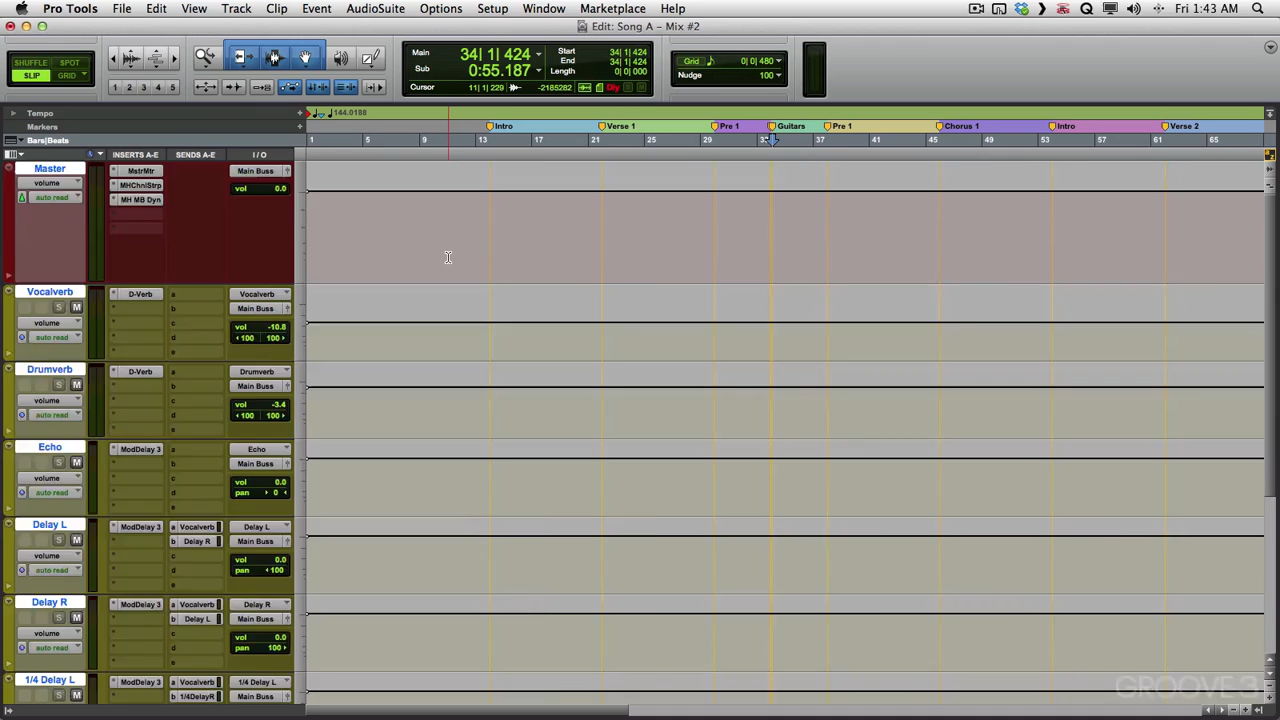 Pro Tools File Edit View Track Clip Event AudioSuite Options Setup Window Marketplace Help Fri 1:43 AM
Edit: Song A – Mix #2
SHUFFLE SPOT
SLIP GRID
1 2 3 4 5
Main 34| 1| 424
Sub 0:55.187
Start 34| 1| 424
End 34| 1| 424
Length 0| 0| 000
Cursor 11| 1| 229 -2185282 Dly
Grid 0| 0| 480
Nudge 100
Tempo + 144.0188
Markers + Intro Verse 1 Pre 1 Guitars Pre 1 Chorus 1 Intro Verse 2
Bars|Beats 1 5 9 13 17 21 25 29 37 41 45 49 53 57 61 65
INSERTS A-E SENDS A-E I / O
Master MstrMtr Main Buss
volume MHChnlStrp vol 0.0
auto read MH MB Dyn
Vocalverb D-Verb a Vocalverb
S M b Main Buss
volume c vol -10.8
auto read d 100 100
e
Drumverb D-Verb a Drumverb
S M b Main Buss
volume c vol -3.4
auto read d 100 100
e
Echo ModDelay 3 a Echo
S M b Main Buss
volume c vol 0.0
auto read d pan 0
e
Delay L ModDelay 3 a Vocalverb Delay L
S M b Delay R Main Buss
volume c vol 0.0
auto read d pan 100
e
Delay R ModDelay 3 a Vocalverb Delay R
S M b Delay L Main Buss
volume c vol 0.0
auto read d pan 100
e
1/4 Delay L ModDelay 3 a Vocalverb 1/4 Delay L
S M b 1/4DelayR Main Buss
GROOVE3